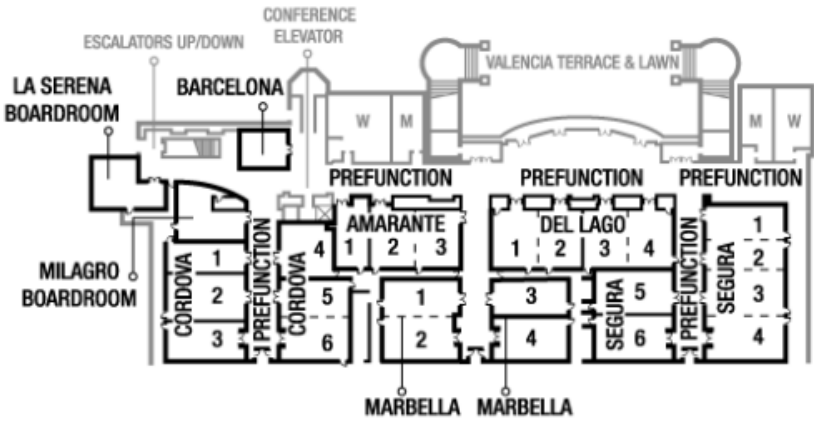 CONFERENCE
ELEVATOR
ESCALATORS UP/DOWN
VALENCIA TERRACE & LAWN
LA SERENA
BOARDROOM
BARCELONA
W
M
M
W
PREFUNCTION
PREFUNCTION
PREFUNCTION
AMARANTE
1
2
3
DEL LAGO
1
2
3
4
MILAGRO
BOARDROOM
CORDOVA
1
2
3
PREFUNCTION
CORDOVA
4
5
6
1
2
3
4
SEGURA
5
6
PREFUNCTION
SEGURA
1
2
3
4
MARBELLA
MARBELLA